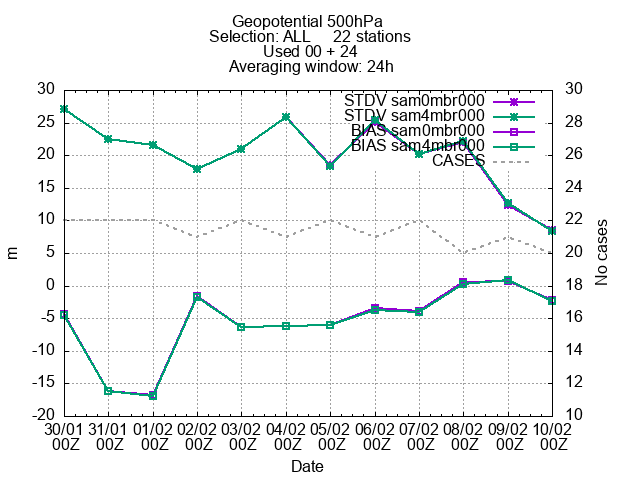 Geopotential 500hPa
Selection: ALL 22 stations
Used 00 + 24
Averaging window: 24h
30 30
25 28
20 26
15 24
10 22
5 20
0 18
-5 16
-10 14
-15 12
-20 10
STDV sam0mbr000
STDV sam4mbr000
BIAS sam0mbr000
BIAS sam4mbr000
CASES
m
No cases
30/01 31/01 01/02 02/02 03/02 04/02 05/02 06/02 07/02 08/02 09/02 10/02
00Z 00Z 00Z 00Z 00Z 00Z 00Z 00Z 00Z 00Z 00Z 00Z
Date